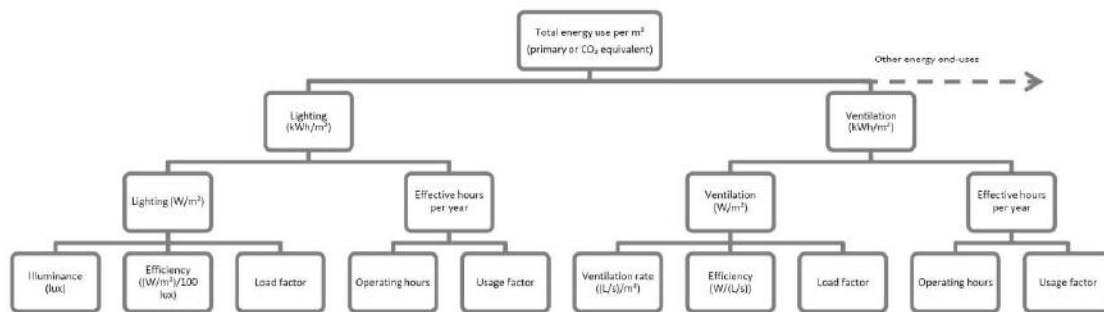 Total energy use per m²
(primary or CO₂ equivalent)
Other energy end-uses
Lighting
(kWh/m²)
Ventilation
(kWh/m²)
Lighting (W/m²)
Effective hours
per year
Ventilation
(W/m²)
Effective hours
per year
Illuminance
(lux)
Efficiency
((W/m²)/100
lux)
Load factor
Operating hours
Usage factor
Ventilation rate
((L/s)/m²)
Efficiency
(W/(L/s))
Load factor
Operating hours
Usage factor